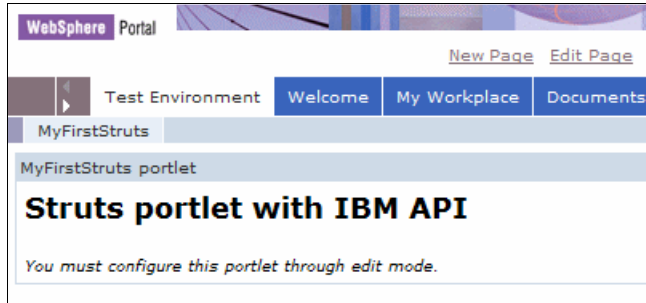 WebSphere Portal
New Page Edit Page
Test Environment Welcome My Workplace Documents
MyFirstStruts
MyFirstStruts portlet
Struts portlet with IBM API
You must configure this portlet through edit mode.